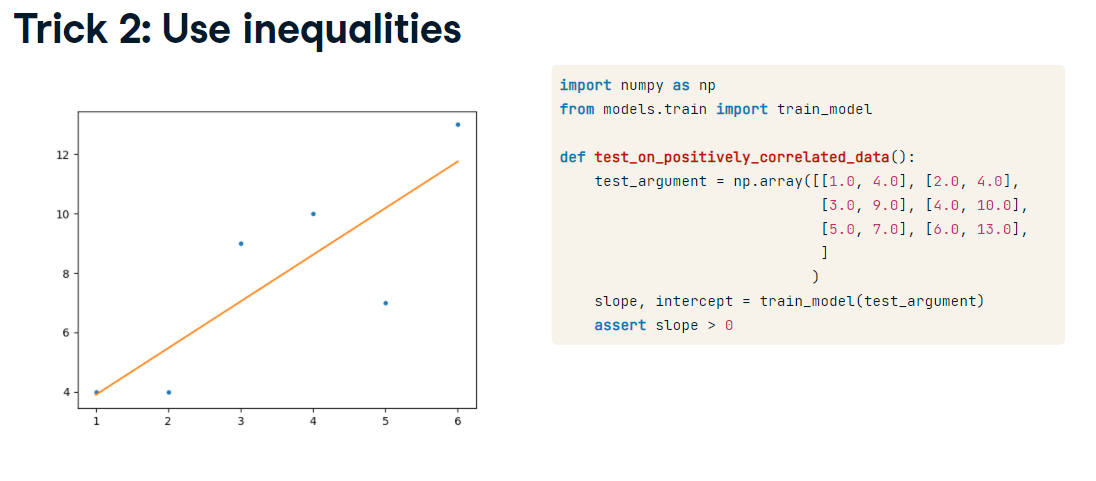 Trick 2: Use inequalities
12
10
8
6
4
1 2 3 4 5 6
import numpy as np
from models.train import train_model
def test_on_positively_correlated_data():
    test_argument = np.array([[1.0, 4.0], [2.0, 4.0],
                              [3.0, 9.0], [4.0, 10.0],
                              [5.0, 7.0], [6.0, 13.0],
                              ]
                             )
    slope, intercept = train_model(test_argument)
    assert slope > 0